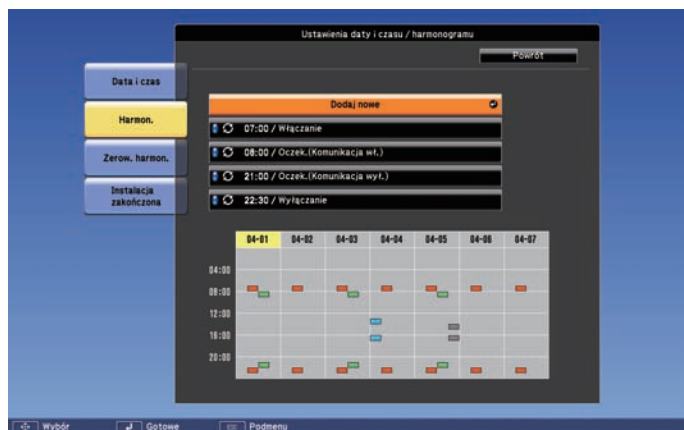 Ustawienia daty i czasu / harmonogramu
Powrót
Data i czas
Harmon.
Zerow. harmon.
Instalacja
zakończona
Dodaj nowe
07:00 / Włączanie
08:00 / Oczek.(Komunikacja wł.)
21:00 / Oczek.(Komunikacja wył.)
22:30 / Wyłączanie
04-01 04-02 04-03 04-04 04-05 04-06 04-07
04:00
08:00
12:00
16:00
20:00
Wybór Gotowe ESC Podmenu